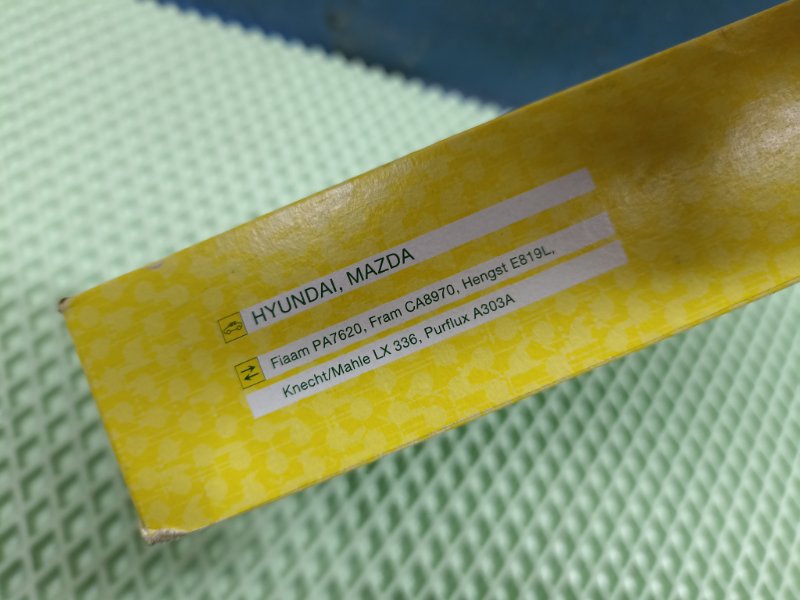 HYUNDAI, MAZDA
Fiaam PA7620, Fram CA8970, Hengst E819L,
Knecht/Mahle LX 336, Purflux A303A